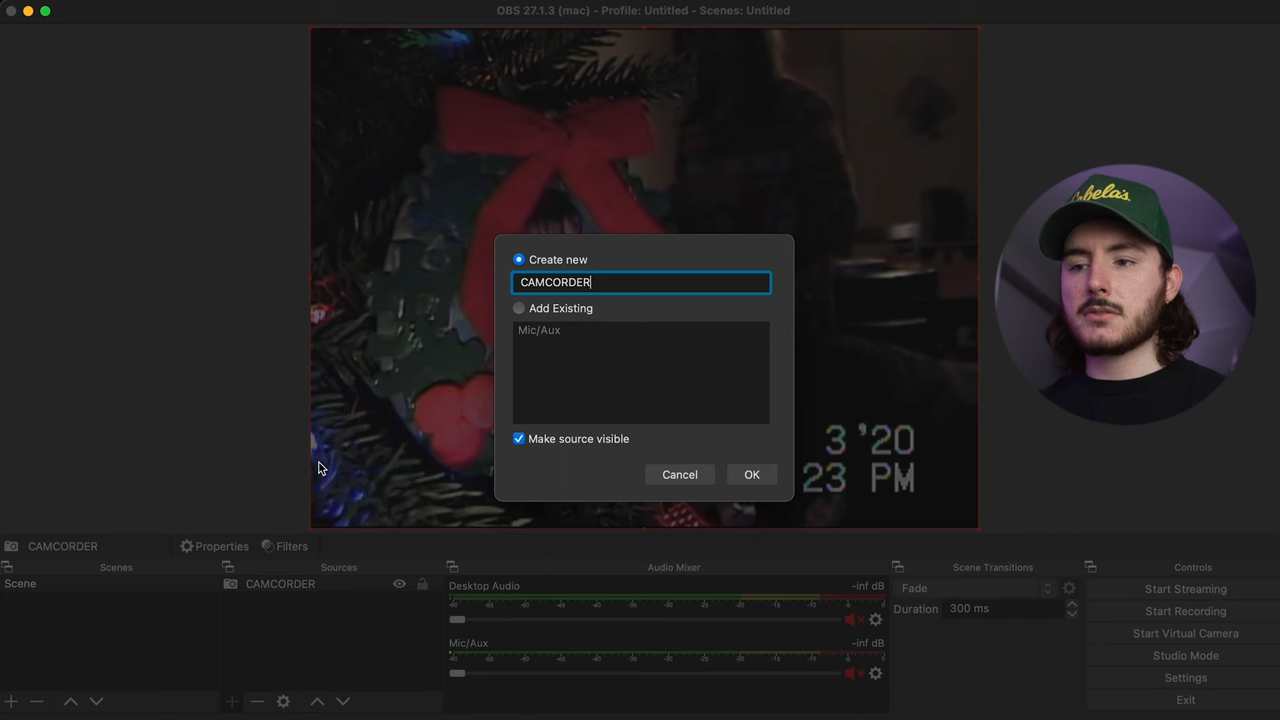 OBS 27.1.3 (mac) - Profile: Untitled - Scenes: Untitled
Cabela's
Create new
CAMCORDER
Add Existing
Mic/Aux
Make source visible
Cancel
OK
3 '20
23 PM
CAMCORDER
Properties
Filters
Scenes
Sources
Audio Mixer
Scene Transitions
Controls
Scene
CAMCORDER
Desktop Audio
-inf dB
Mic/Aux
-inf dB
Fade
Duration
300 ms
Start Streaming
Start Recording
Start Virtual Camera
Studio Mode
Settings
Exit